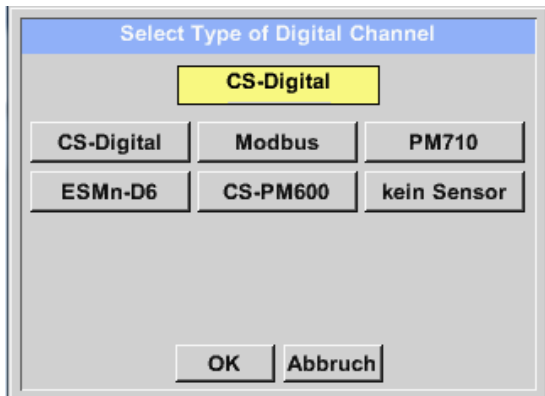 Select Type of Digital Channel
CS-Digital
CS-Digital Modbus PM710
ESMn-D6 CS-PM600 kein Sensor
OK Abbruch